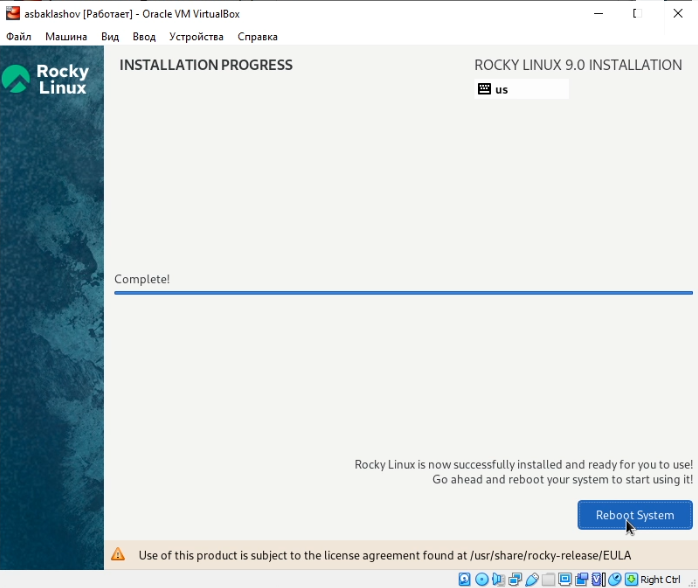 asbaklashov [Работает] - Oracle VM VirtualBox
Файл Машина Вид Ввод Устройства Справка
Rocky
Linux
INSTALLATION PROGRESS
ROCKY LINUX 9.0 INSTALLATION
us
Complete!
Rocky Linux is now successfully installed and ready for you to use!
Go ahead and reboot your system to start using it!
Reboot System
Use of this product is subject to the license agreement found at /usr/share/rocky-release/EULA
Right Ctrl